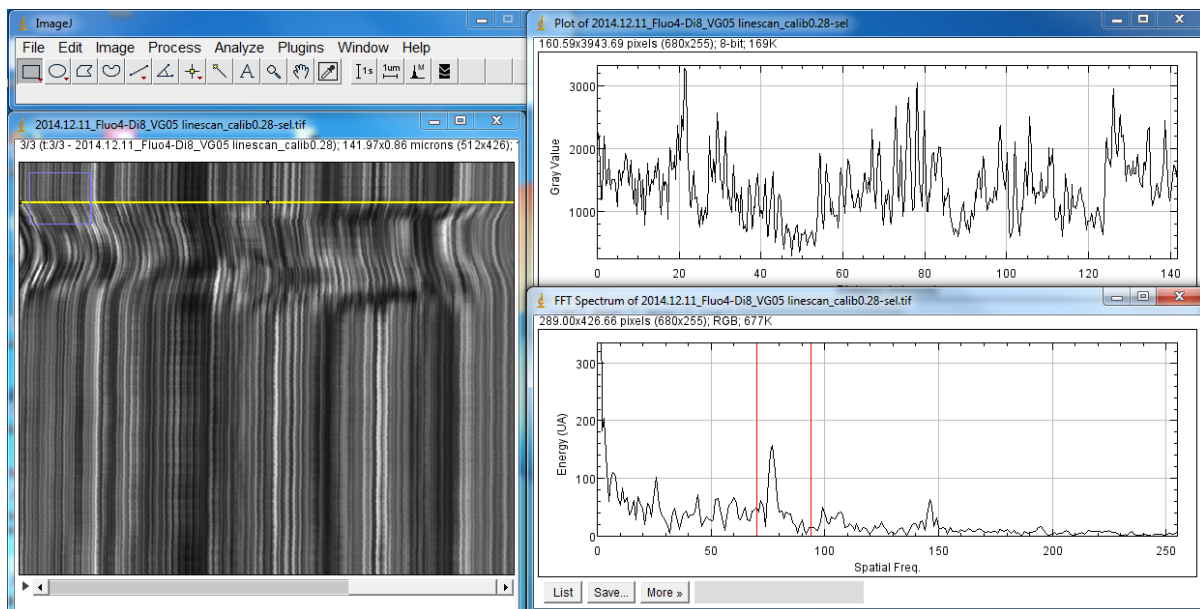 ImageJ
File Edit Image Process Analyze Plugins Window Help
1s 1um M
2014.12.11_Fluo4-Di8_VG05 linescan_calib0.28-sel.tif
3/3 (t:3/3 - 2014.12.11_Fluo4-Di8_VG05 linescan_calib0.28); 141.97x0.86 microns (512x426);
Plot of 2014.12.11_Fluo4-Di8_VG05 linescan_calib0.28-sel
160.59x3943.69 pixels (680x255); 8-bit; 169K
3000
2000
1000
Gray Value
0 20 40 60 80 100 120 140
FFT Spectrum of 2014.12.11_Fluo4-Di8_VG05 linescan_calib0.28-sel.tif
289.00x426.66 pixels (680x255); RGB; 677K
300
200
100
0
Energy (UA)
0 50 100 150 200 250
Spatial Freq.
List Save... More »